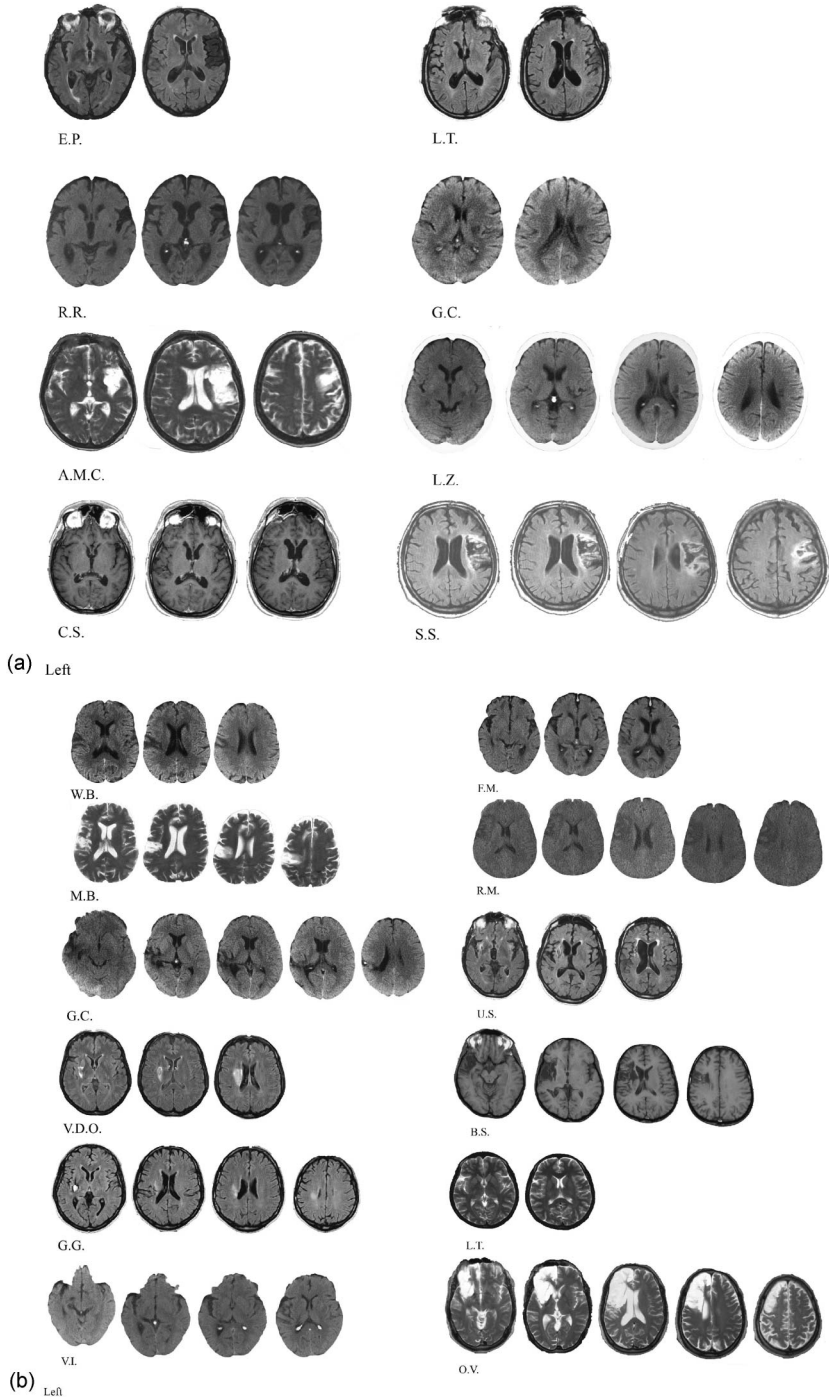 E.P.
L.T.
R.R.
G.C.
A.M.C.
L.Z.
C.S.
S.S.
(a) Left
W.B.
F.M.
M.B.
R.M.
G.C.
U.S.
V.D.O.
B.S.
G.G.
L.T.
V.I.
O.V.
(b) Left